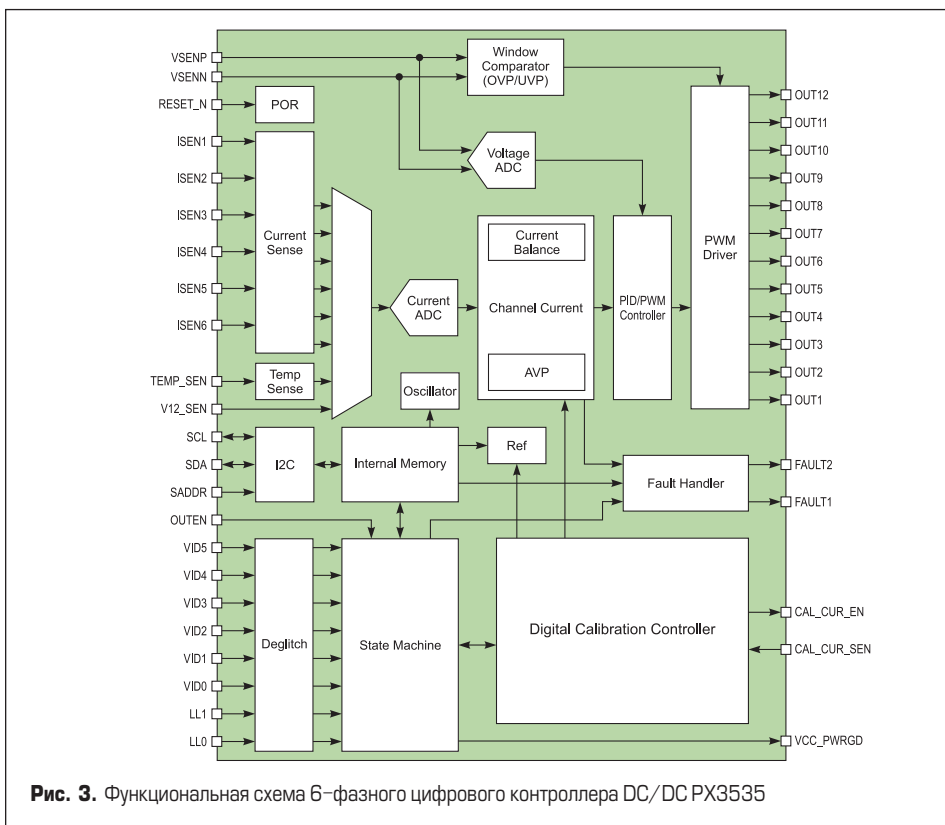 VSENP
VSENN
RESET_N
ISEN1
ISEN2
ISEN3
ISEN4
ISEN5
ISEN6
TEMP_SEN
V12_SEN
SCL
SDA
SADDR
OUTEN
VID5
VID4
VID3
VID2
VID1
VID0
LL1
LL0
POR
Current
Sense
Temp
Sense
I2C
Deglitch
Window
Comparator
(OVP/UVP)
Voltage
ADC
Current
ADC
Oscillator
Internal Memory
State Machine
Current
Balance
Channel Current
AVP
Ref
PID/PWM
Controller
PWM
Driver
Fault Handler
Digital Calibration Controller
OUT12
OUT11
OUT10
OUT9
OUT8
OUT7
OUT6
OUT5
OUT4
OUT3
OUT2
OUT1
FAULT2
FAULT1
CAL_CUR_EN
CAL_CUR_SEN
VCC_PWRGD
Рис. 3. Функциональная схема 6-фазного цифрового контроллера DC/DC PX3535